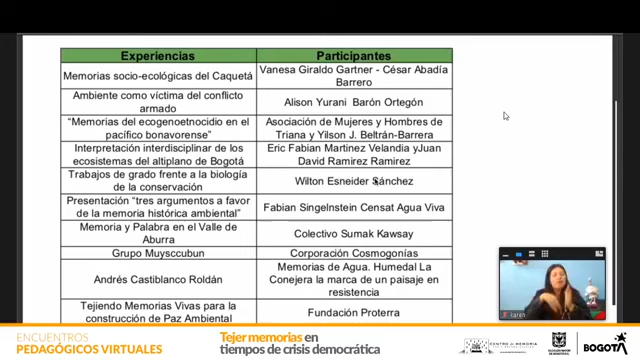 Experiencias
Participantes
Memorias socio-ecológicas del Caquetá
Vanesa Giraldo Gartner - César Abadía
Barrero
Ambiente como víctima del conflicto
armado
Alison Yurani Barón Ortegón
“Memorias del ecogenoetnocidio en el
pacífico bonavorense”
Asociación de Mujeres y Hombres de
Triana y Yilson J. Beltrán-Barrera
Interpretación interdisciplinar de los
ecosistemas del altiplano de Bogotá
Eric Fabian Martinez Velandia yJuan
David Ramirez Ramirez
Trabajos de grado frente a la biología
de la conservación
Wilton Esneider Sánchez
Presentación “tres argumentos a favor
de la memoria histórica ambiental”
Fabian Singelnstein Censat Agua Viva
Memoria y Palabra en el Valle de
Aburra
Colectivo Sumak Kawsay
Grupo Muysccubun
Corporación Cosmogonías
Andrés Castiblanco Roldán
Memorias de Agua. Humedal La
Conejera la marca de un paisaje en
resistencia
Tejiendo Memorias Vivas para la
construcción de Paz Ambiental
Fundación Proterra
karen
ENCUENTROS
PEDAGÓGICOS VIRTUALES
Tejer memorias en
tiempos de crisis democrática
CENTRO DE MEMORIA
BOGOTÁ